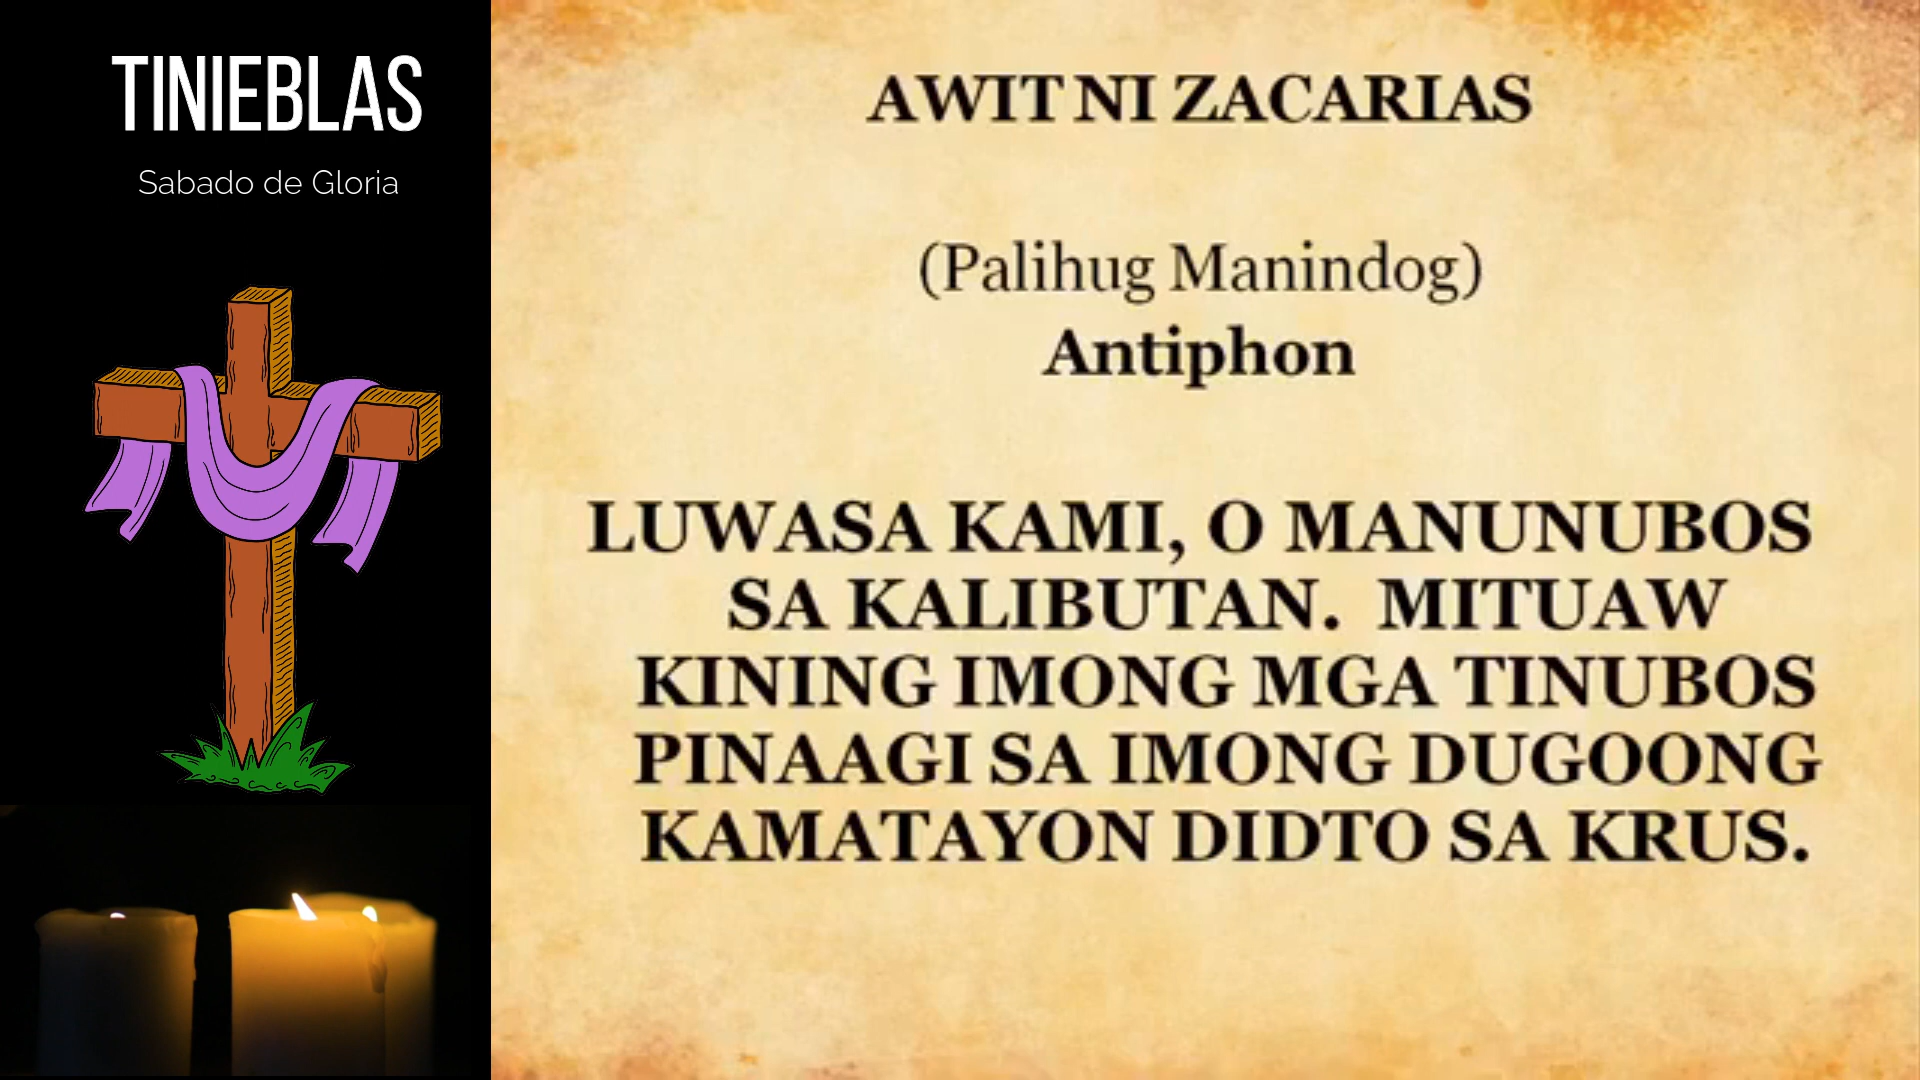 TINIEBLAS
Sabado de Gloria
AWIT NI ZACARIAS
(Palihug Manindog)
Antiphon
LUWASA KAMI, O MANUNUBOS
SA KALIBUTAN. MITUAW
KINING IMONG MGA TINUBOS
PINAAGI SA IMONG DUGOONG
KAMATAYON DIDTO SA KRUS.